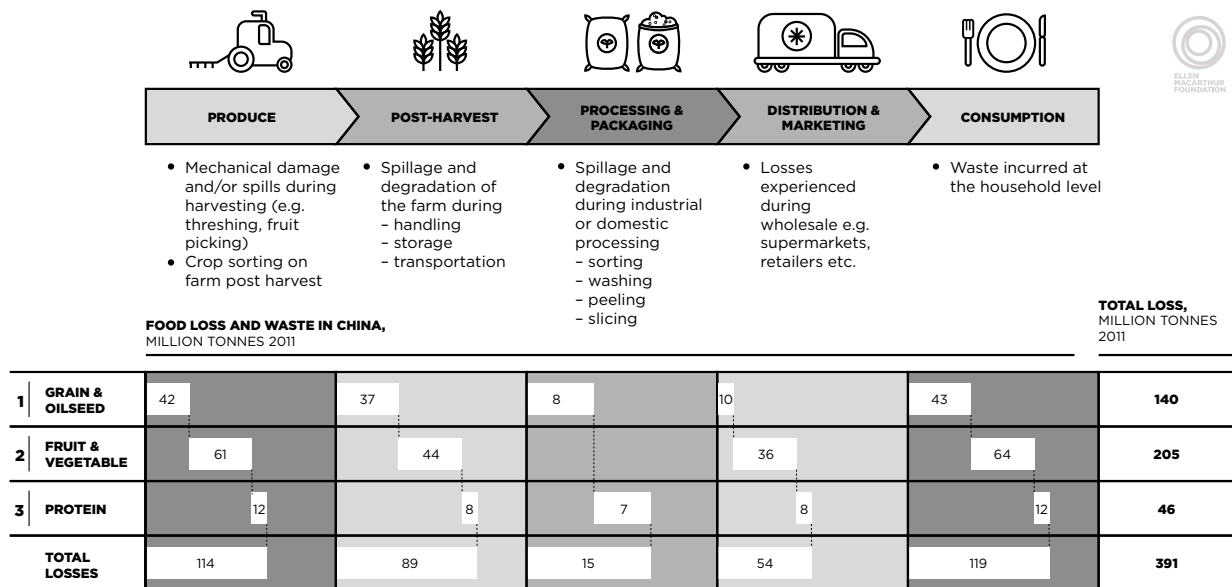 ELLEN
MACARTHUR
FOUNDATION
PRODUCE
POST-HARVEST
PROCESSING &
PACKAGING
DISTRIBUTION &
MARKETING
CONSUMPTION
• Mechanical damage
and/or spills during
harvesting (e.g.
threshing, fruit
picking)
• Crop sorting on
farm post harvest
• Spillage and
degradation of
the farm during
– handling
– storage
– transportation
• Spillage and
degradation
during industrial
or domestic
processing
– sorting
– washing
– peeling
– slicing
• Losses
experienced
during
wholesale e.g.
supermarkets,
retailers etc.
• Waste incurred at
the household level
FOOD LOSS AND WASTE IN CHINA,
MILLION TONNES 2011
TOTAL LOSS,
MILLION TONNES
2011
1 GRAIN &
OILSEED
42 37 8 10 43 140
2 FRUIT &
VEGETABLE
61 44 36 64 205
3 PROTEIN
12 8 7 8 12 46
TOTAL
LOSSES
114 89 15 54 119 391